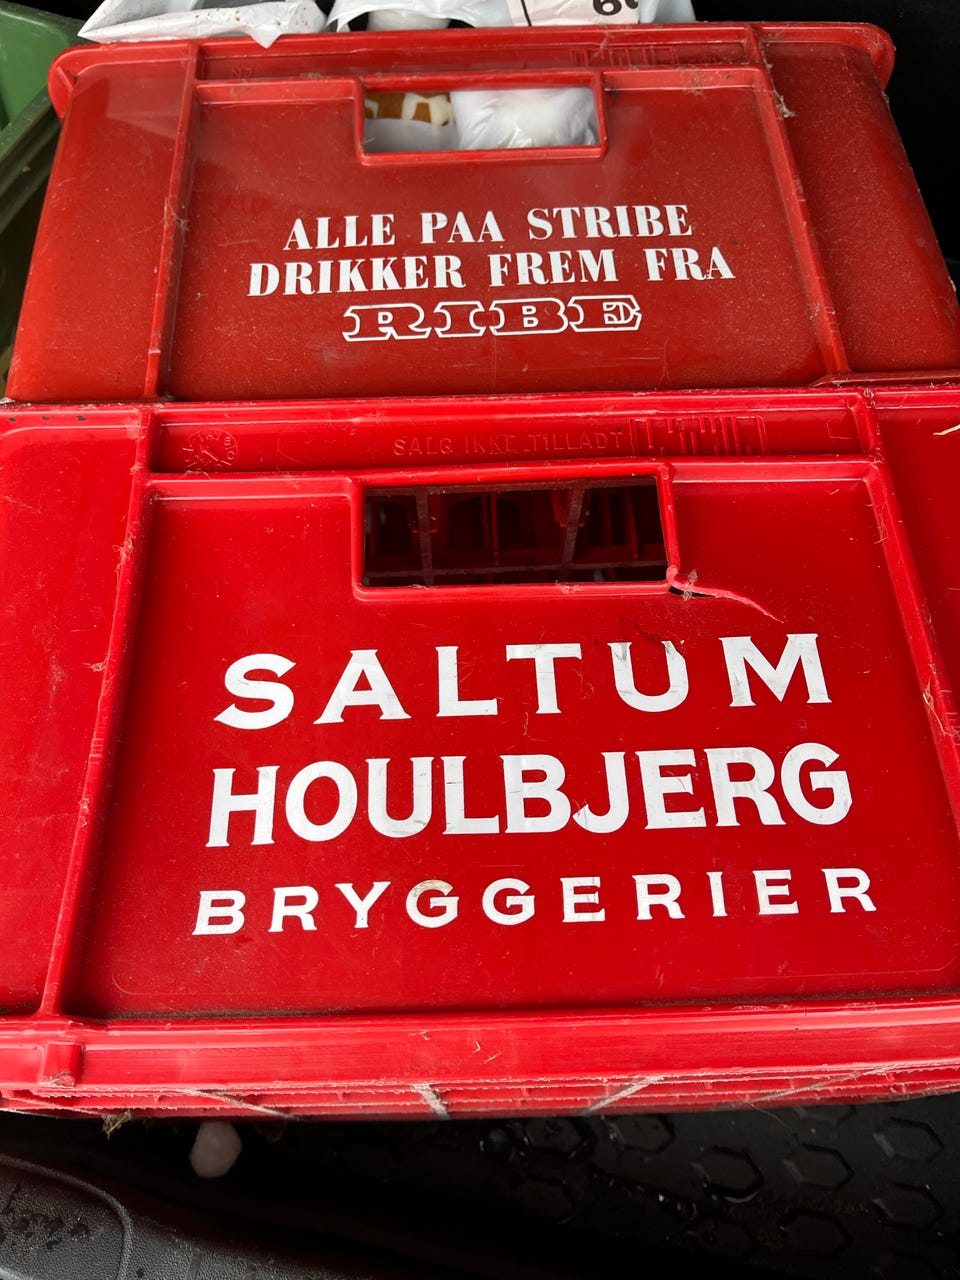 ALLE PAA STRIBE
DRIKKER FREM FRA
RIBE
SALG IKKE TILLADT
SALTUM
HOULBJERG
BRYGGERIER